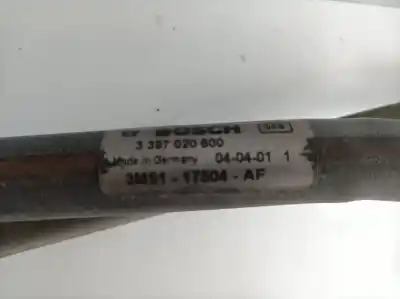 BOSCH
3 397 020 600
Made in Germany 04-04-01 1
3M51-17504-AF